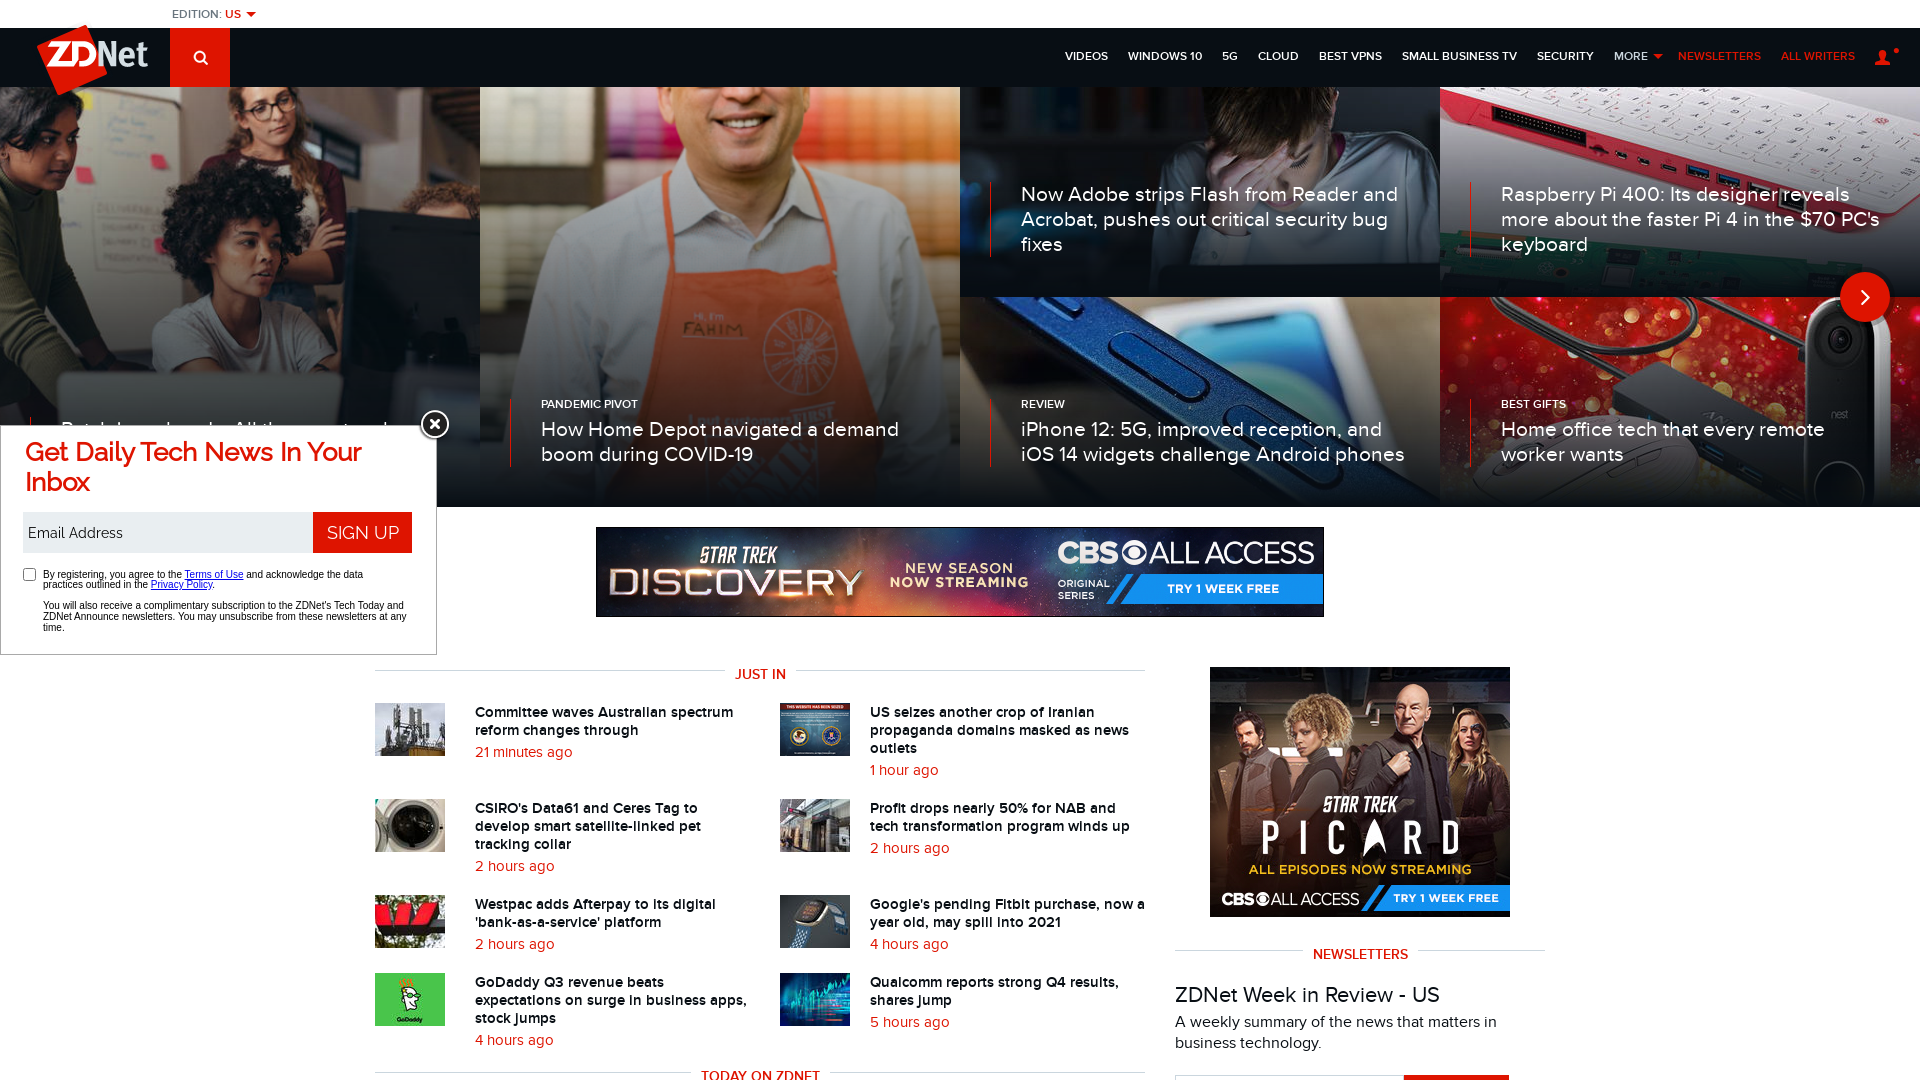 EDITION: US
ZDNet
VIDEOS WINDOWS 10 5G CLOUD BEST VPNS SMALL BUSINESS TV SECURITY MORE NEWSLETTERS ALL WRITERS
Now Adobe strips Flash from Reader and
Acrobat, pushes out critical security bug
fixes
Raspberry Pi 400: Its designer reveals
more about the faster Pi 4 in the $70 PC's
keyboard
Hi, I'm
FAHIM
FIRST
nest
PANDEMIC PIVOT
How Home Depot navigated a demand
boom during COVID-19
REVIEW
iPhone 12: 5G, improved reception, and
iOS 14 widgets challenge Android phones
BEST GIFTS
Home office tech that every remote
worker wants
Get Daily Tech News In Your
Inbox
Email Address
SIGN UP
By registering, you agree to the Terms of Use and acknowledge the data
practices outlined in the Privacy Policy.
You will also receive a complimentary subscription to the ZDNet's Tech Today and
ZDNet Announce newsletters. You may unsubscribe from these newsletters at any
time.
STAR TREK
DISCOVERY
NEW SEASON
NOW STREAMING
CBS ALL ACCESS
ORIGINAL
SERIES
TRY 1 WEEK FREE
JUST IN
Committee waves Australian spectrum
reform changes through
21 minutes ago
THIS WEBSITE HAS BEEN SEIZED
US seizes another crop of Iranian
propaganda domains masked as news
outlets
1 hour ago
CSIRO's Data61 and Ceres Tag to
develop smart satellite-linked pet
tracking collar
2 hours ago
Profit drops nearly 50% for NAB and
tech transformation program winds up
2 hours ago
Westpac adds Afterpay to its digital
'bank-as-a-service' platform
2 hours ago
Google's pending Fitbit purchase, now a
year old, may spill into 2021
4 hours ago
GoDaddy
GoDaddy Q3 revenue beats
expectations on surge in business apps,
stock jumps
4 hours ago
Qualcomm reports strong Q4 results,
shares jump
5 hours ago
TODAY ON ZDNET
STAR TREK
PICARD
ALL EPISODES NOW STREAMING
CBS ALL ACCESS
TRY 1 WEEK FREE
NEWSLETTERS
ZDNet Week in Review - US
A weekly summary of the news that matters in
business technology.